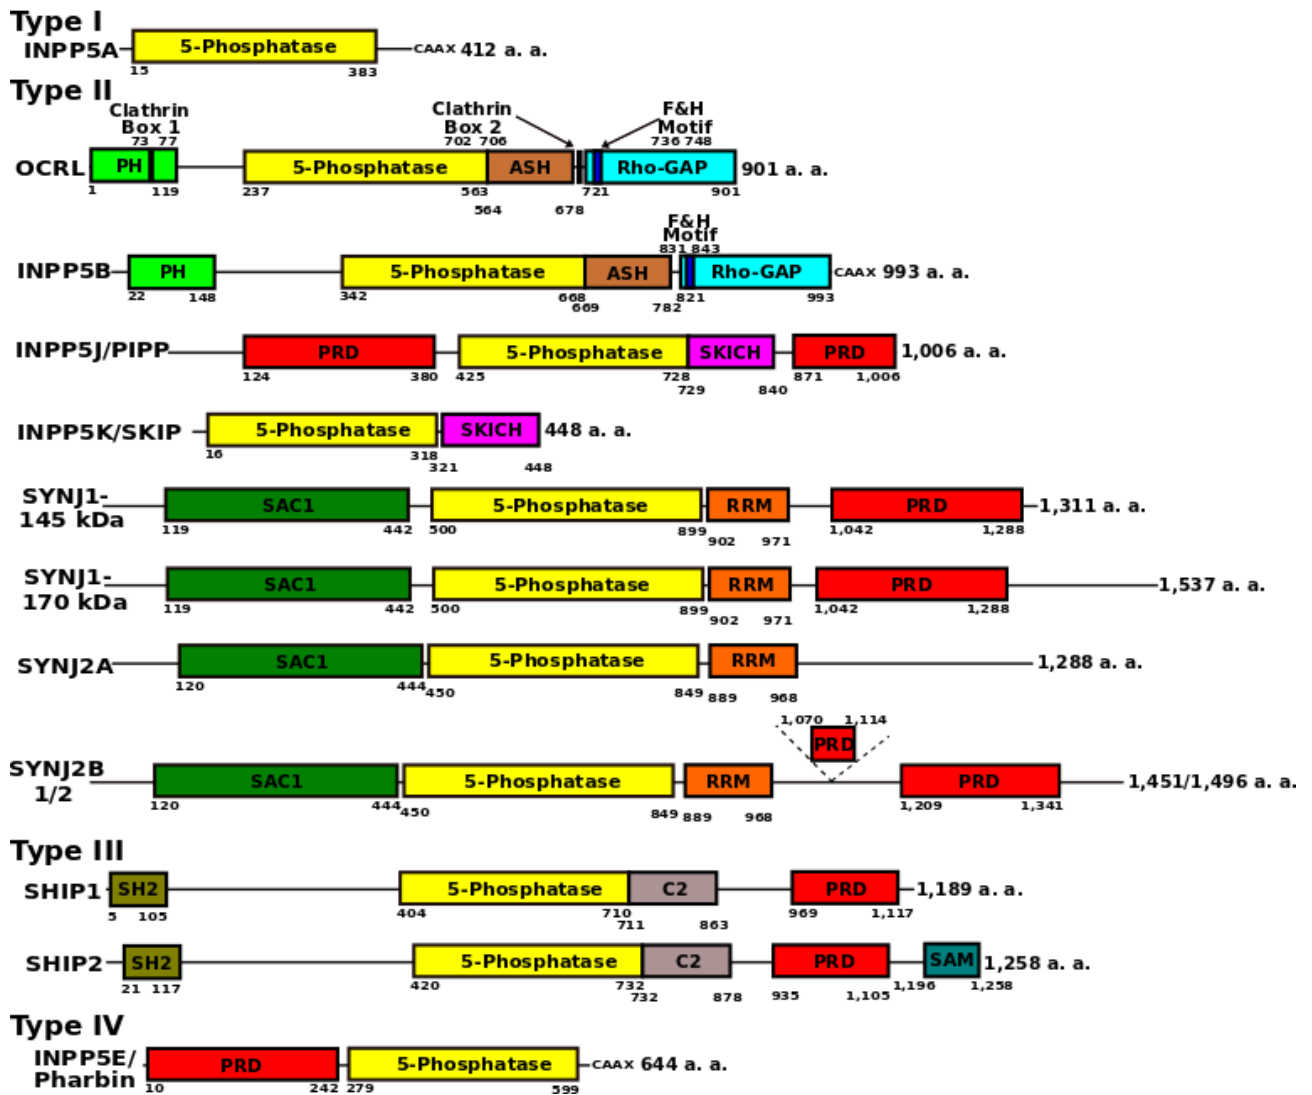 Type I
INPP5A 5-Phosphatase CAAX 412 a. a.
15 383
Type II
Clathrin Box 1 Clathrin Box 2 F&H Motif
73 77 702 706 736 748
OCRL PH 5-Phosphatase ASH Rho-GAP 901 a. a.
1 119 237 563 721 901
564 678
F&H
Motif
831 843
INPP5B PH 5-Phosphatase ASH Rho-GAP CAAX 993 a. a.
22 148 342 668 821 993
669 782
INPP5J/PIPP PRD 5-Phosphatase SKICH PRD 1,006 a. a.
124 380 425 728 871 1,006
729 840
INPP5K/SKIP 5-Phosphatase SKICH 448 a. a.
16 318
321 448
SYNJ1-
145 kDa SAC1 5-Phosphatase RRM PRD 1,311 a. a.
119 442 500 899 1,042 1,288
902 971
SYNJ1-
170 kDa SAC1 5-Phosphatase RRM PRD 1,537 a. a.
119 442 500 899 1,042 1,288
902 971
SYNJ2A SAC1 5-Phosphatase RRM 1,288 a. a.
120 444 450 849 889 968
1,070 1,114
PRD
SYNJ2B
1/2 SAC1 5-Phosphatase RRM PRD 1,451/1,496 a. a.
120 444 450 849 889 968 1,209 1,341
Type III
SHIP1 SH2 5-Phosphatase C2 PRD 1,189 a. a.
5 105 404 710 969 1,117
711 863
SHIP2 SH2 5-Phosphatase C2 PRD SAM 1,258 a. a.
21 117 420 732 1,196 1,258
732 878 935 1,105
Type IV
INPP5E/
Pharbin PRD 5-Phosphatase CAAX 644 a. a.
10 242 279 599